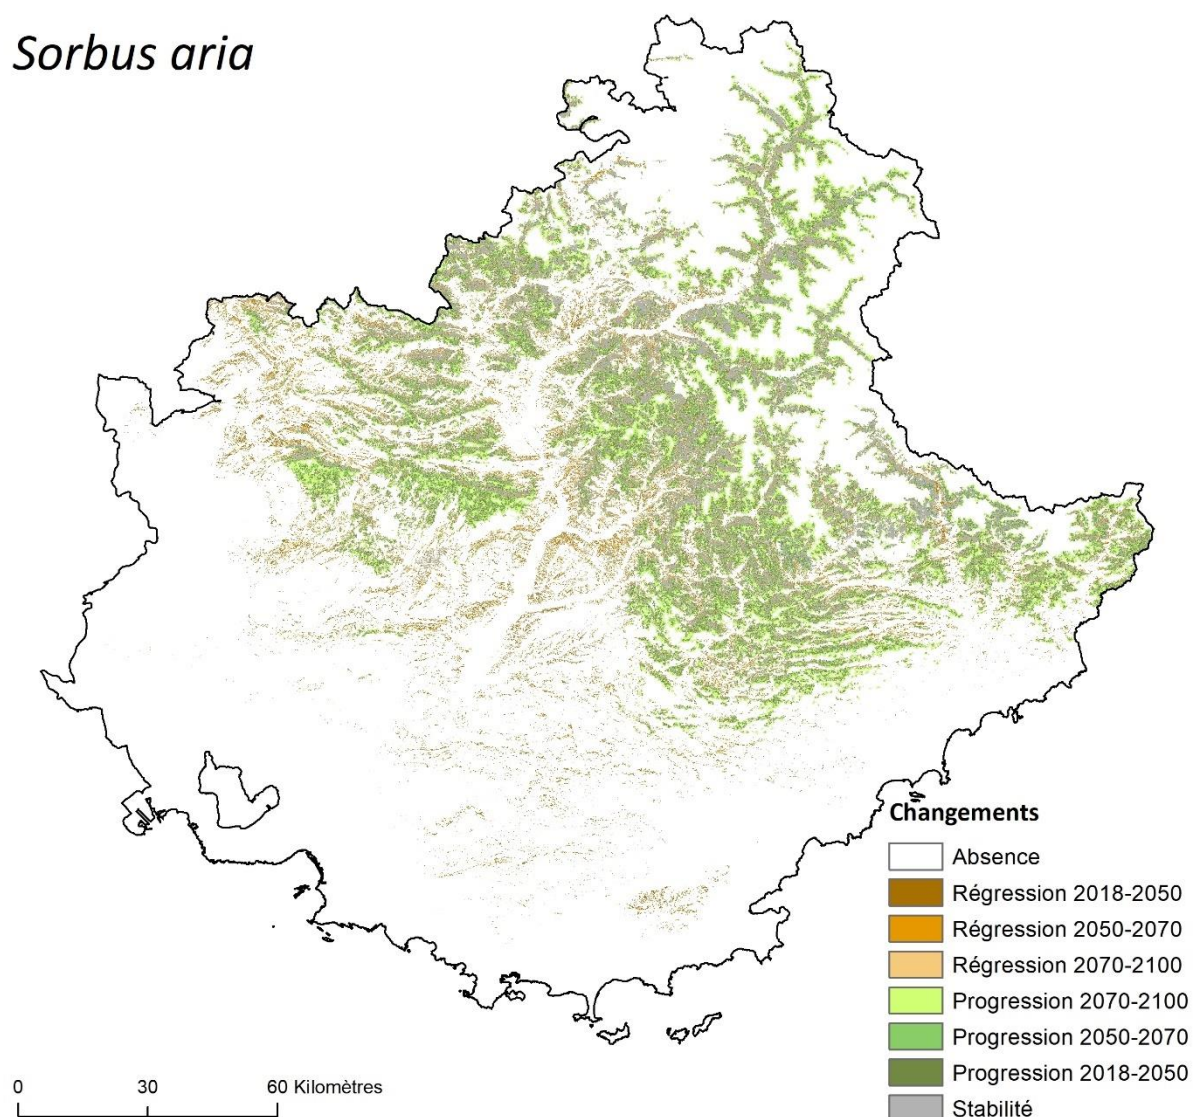 Sorbus aria
Changements
Absence
Régression 2018-2050
Régression 2050-2070
Régression 2070-2100
Progression 2070-2100
Progression 2050-2070
Progression 2018-2050
Stabilité
0 30 60 Kilomètres